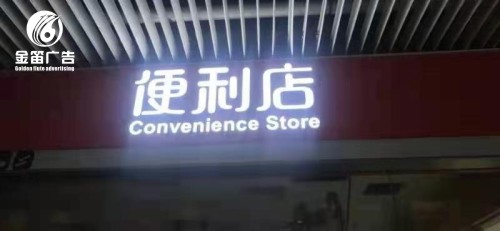 金笛广告
Golden flute advertising
便利店
Convenience Store